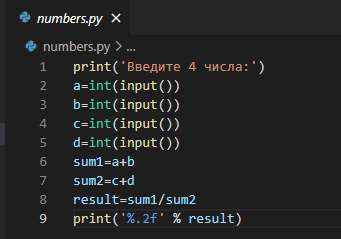 numbers.py
numbers.py > ...
1 print('Введите 4 числа:')
2 a=int(input())
3 b=int(input())
4 c=int(input())
5 d=int(input())
6 sum1=a+b
7 sum2=c+d
8 result=sum1/sum2
9 print('%.2f' % result)